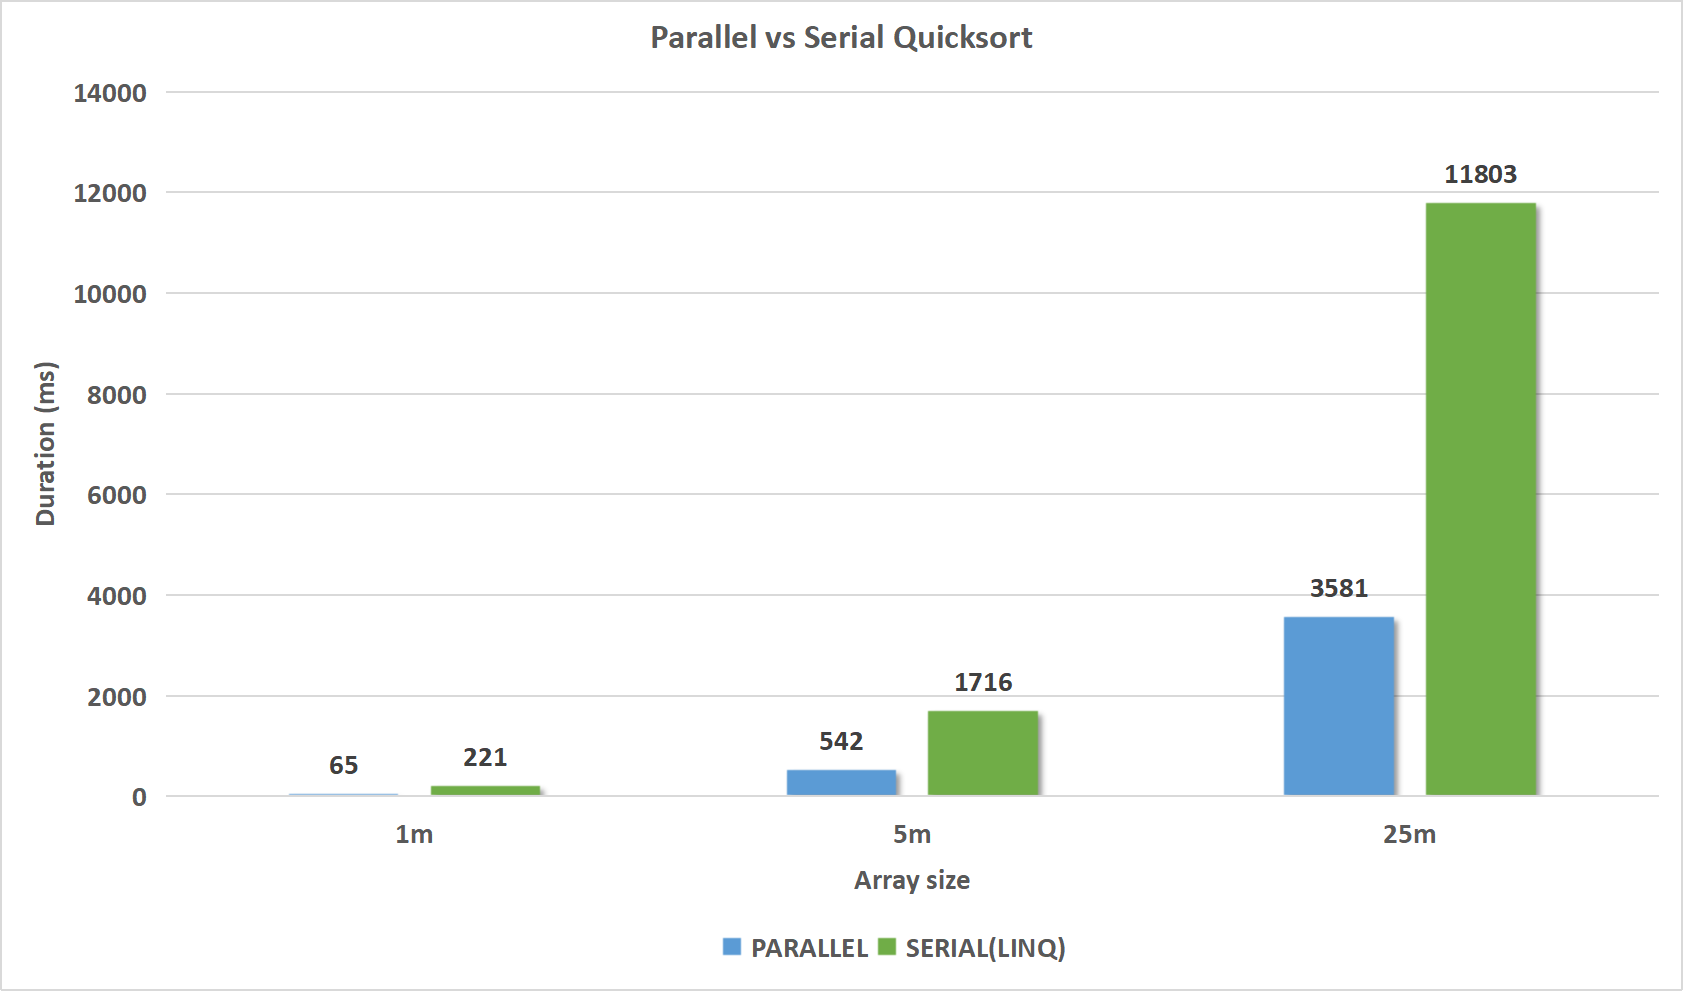 Parallel vs Serial Quicksort
14000
12000
10000
8000
6000
4000
2000
0
Duration (ms)
65
221
542
1716
3581
11803
1m
5m
25m
Array size
PARALLEL
SERIAL(LINQ)